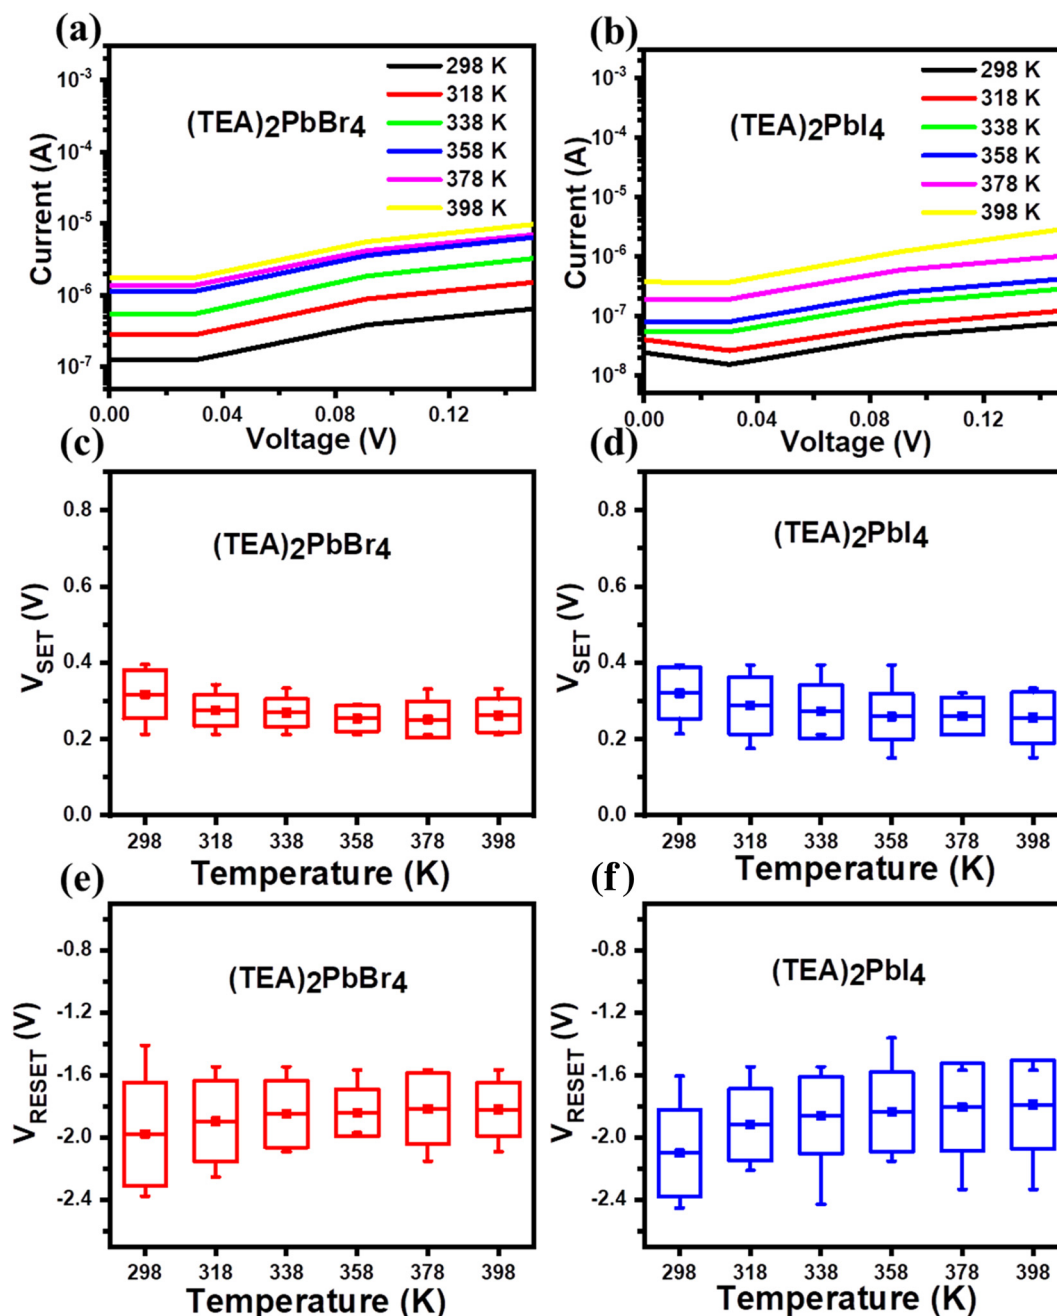 (a)
10⁻³
10⁻⁴
10⁻⁵
10⁻⁶
10⁻⁷
Current (A)
(TEA)₂PbBr₄
298 K
318 K
338 K
358 K
378 K
398 K
0.00 0.04 0.08 0.12
Voltage (V)
(b)
10⁻³
10⁻⁴
10⁻⁵
10⁻⁶
10⁻⁷
10⁻⁸
Current (A)
(TEA)₂PbI₄
298 K
318 K
338 K
358 K
378 K
398 K
0.00 0.04 0.08 0.12
Voltage (V)
(c)
0.8
0.6
0.4
0.2
0.0
V_SET (V)
(TEA)₂PbBr₄
298 318 338 358 378 398
Temperature (K)
(d)
0.8
0.6
0.4
0.2
0.0
V_SET (V)
(TEA)₂PbI₄
298 318 338 358 378 398
Temperature (K)
(e)
-0.8
-1.2
-1.6
-2.0
-2.4
V_RESET (V)
(TEA)₂PbBr₄
298 318 338 358 378 398
Temperature (K)
(f)
-0.8
-1.2
-1.6
-2.0
-2.4
V_RESET (V)
(TEA)₂PbI₄
298 318 338 358 378 398
Temperature (K)